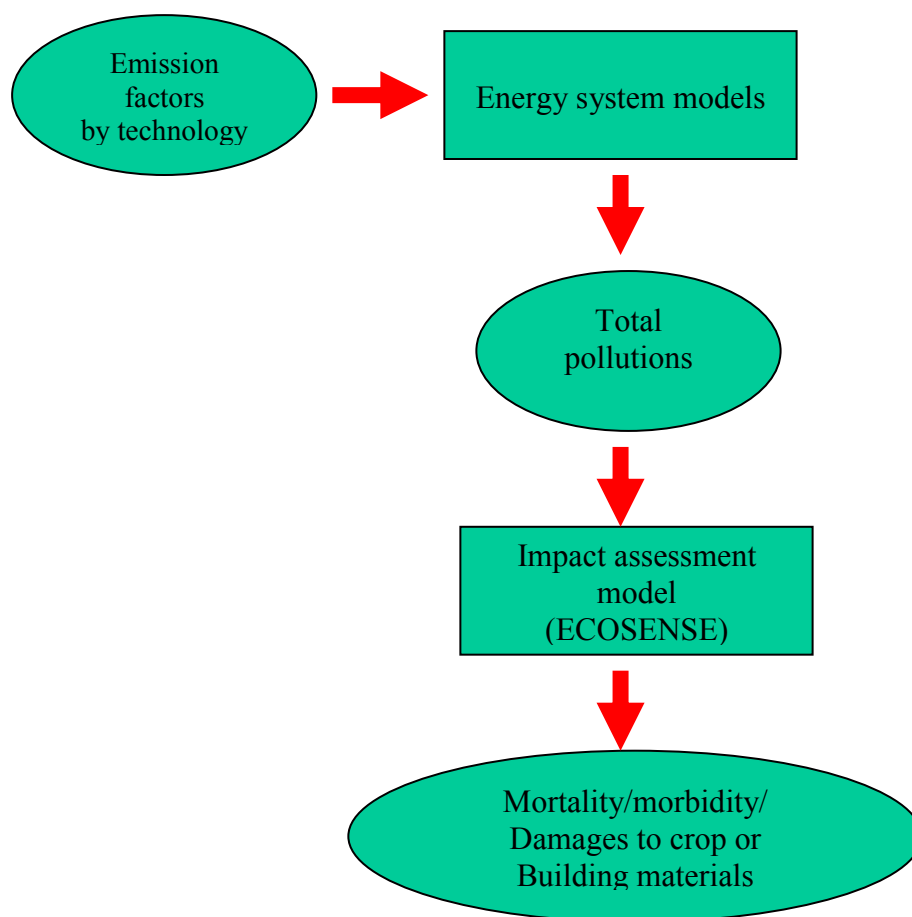 Emission
factors
by technology
Energy system models
Total
pollutions
Impact assessment
model
(ECOSENSE)
Mortality/morbidity/
Damages to crop or
Building materials